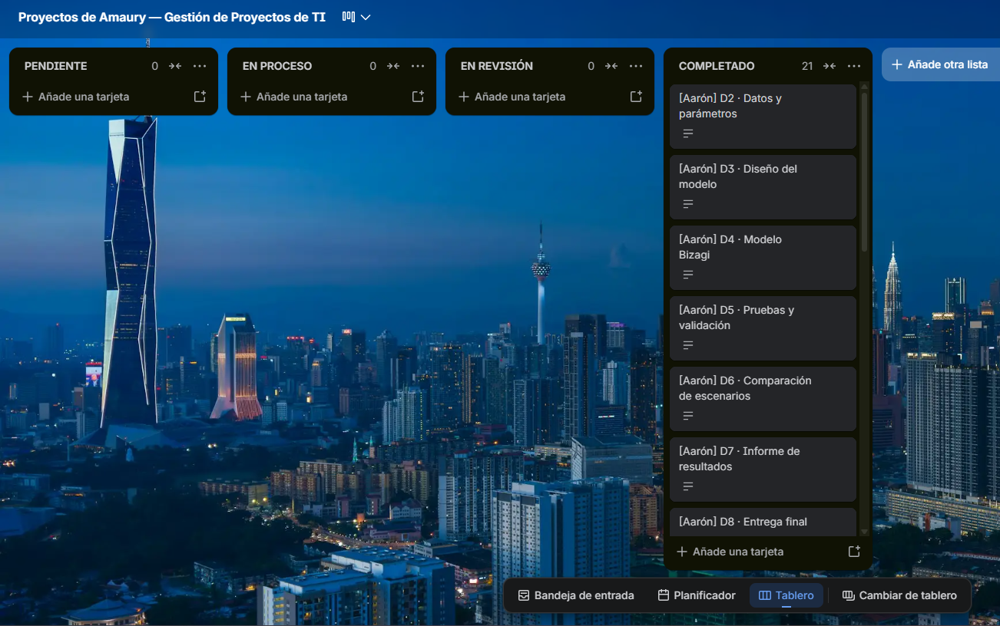 Proyectos de Amaury — Gestión de Proyectos de TI
PENDIENTE 0
Añade una tarjeta
EN PROCESO 0
Añade una tarjeta
EN REVISIÓN 0
Añade una tarjeta
COMPLETADO 21
[Aarón] D2 · Datos y
parámetros
[Aarón] D3 · Diseño del
modelo
[Aarón] D4 · Modelo
Bizagi
[Aarón] D5 · Pruebas y
validación
[Aarón] D6 · Comparación
de escenarios
[Aarón] D7 · Informe de
resultados
[Aarón] D8 · Entrega final
Añade una tarjeta
Añade otra lista
Bandeja de entrada
Planificador
Tablero
Cambiar de tablero